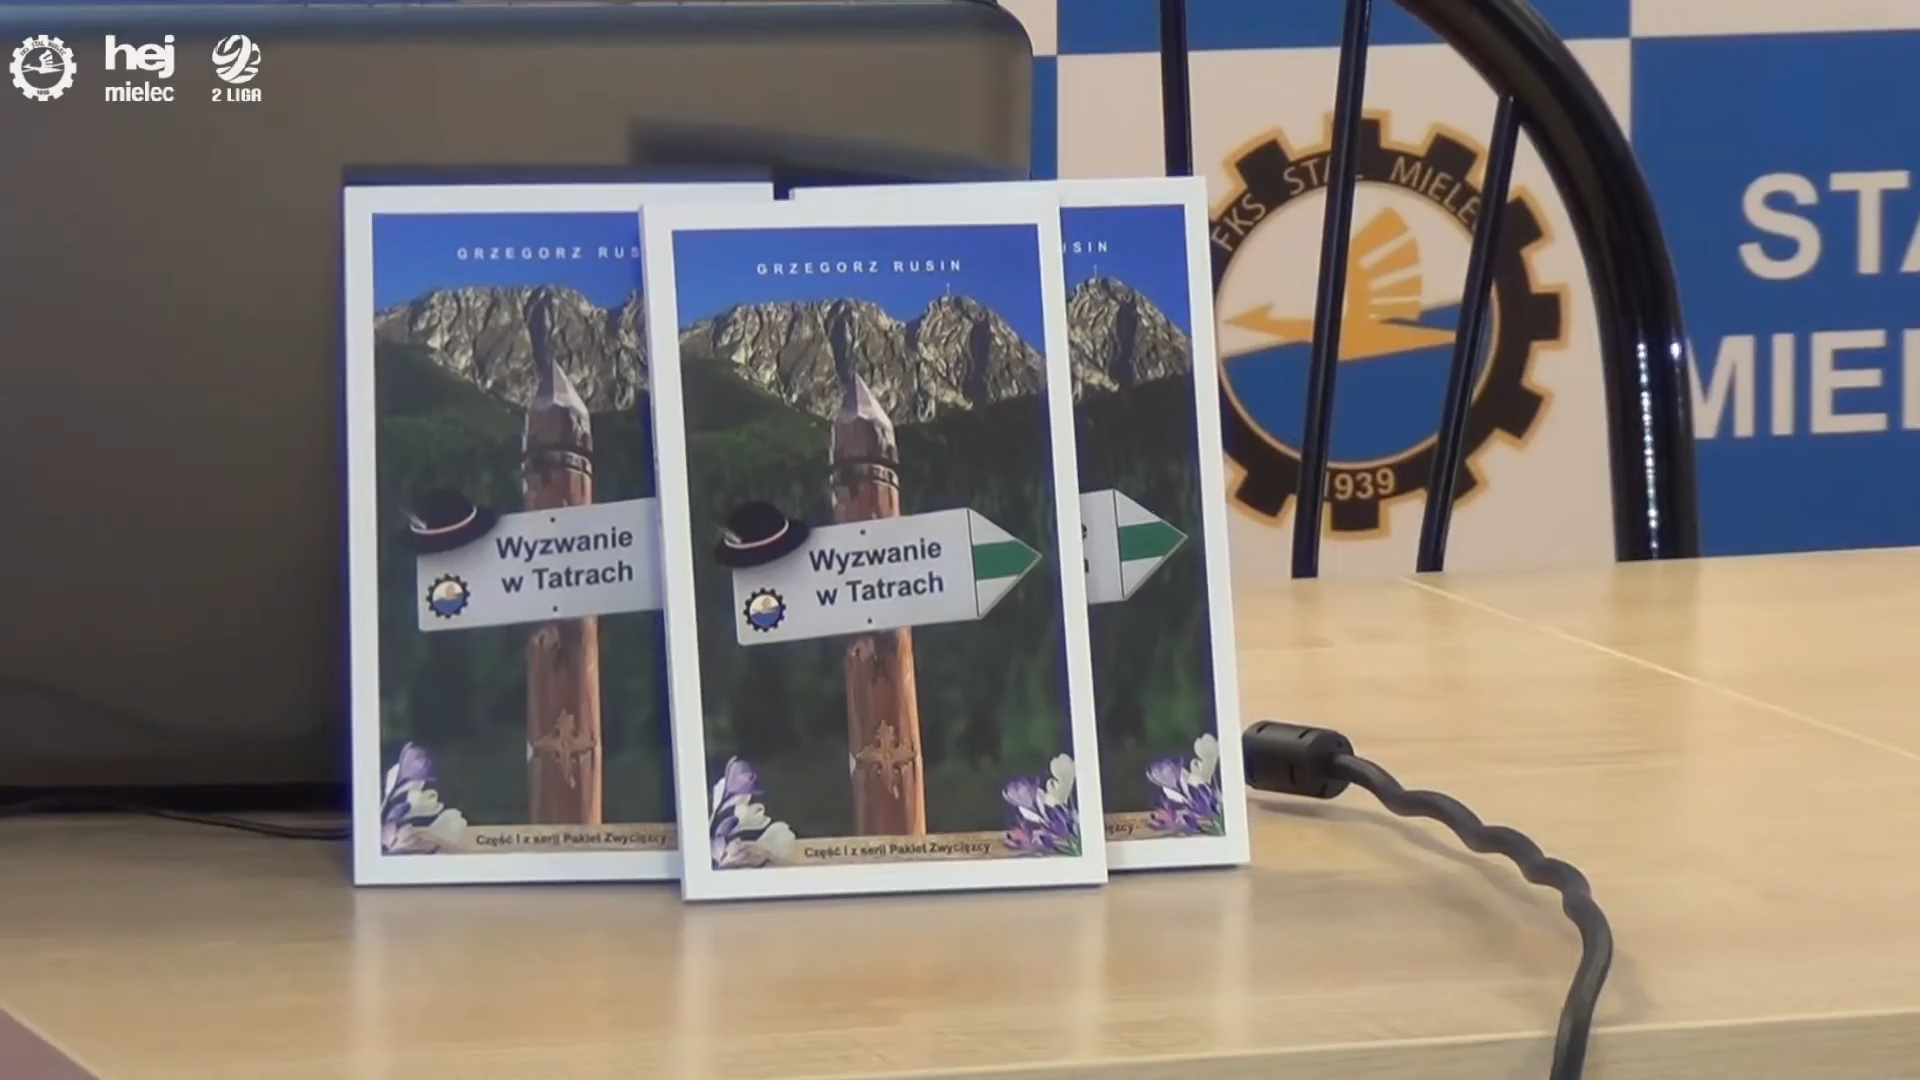 hej
mielec
2 LIGA
GRZEGORZ RUS
Wyzwanie
w Tatrach
Część I z serii Pakiet Zwycięzcy
GRZEGORZ RUSIN
Wyzwanie
w Tatrach
Część I z serii Pakiet Zwycięzcy
USIN
FKS STAL MIELEC
1939
STA
MIEL